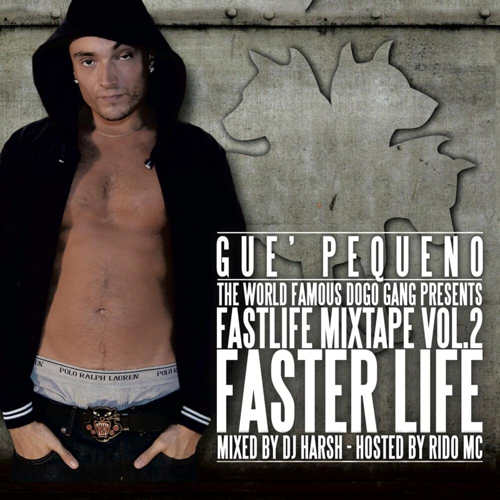 GUE' PEQUENO
THE WORLD FAMOUS DOGO GANG PRESENTS
FASTLIFE MIXTAPE VOL.2
FASTER LIFE
MIXED BY DJ HARSH - HOSTED BY RIDO MC
POLO RALPH LAUREN POLO R